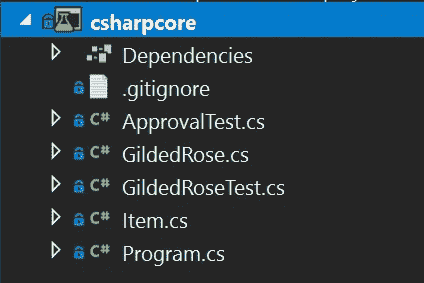 csharpcore
Dependencies
.gitignore
C# ApprovalTest.cs
C# GildedRose.cs
C# GildedRoseTest.cs
C# Item.cs
C# Program.cs